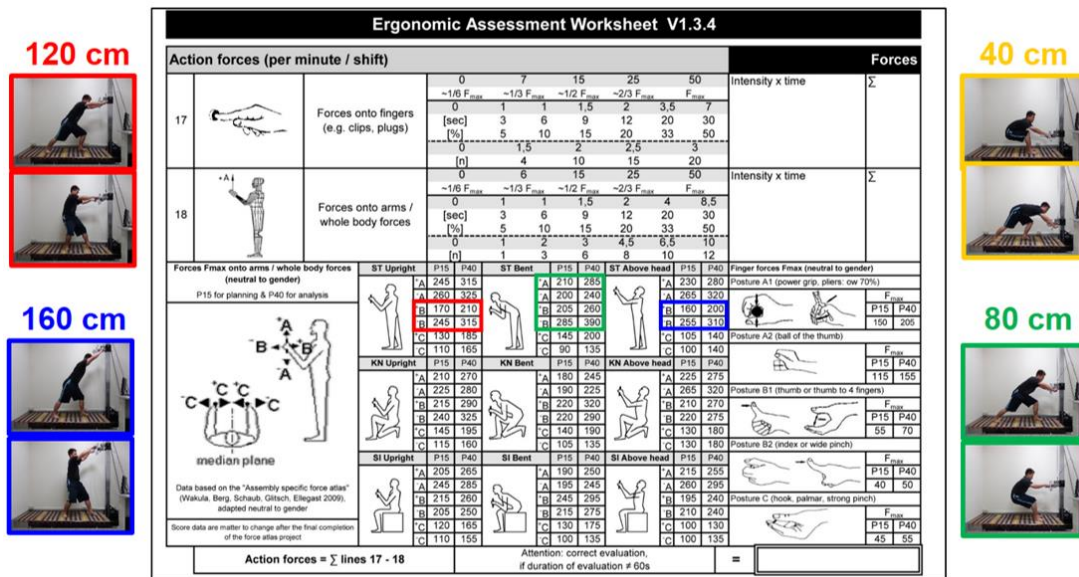 120 cm
160 cm
40 cm
80 cm
Ergonomic Assessment Worksheet V1.3.4
Action forces (per minute / shift)
Forces
17
Forces onto fingers
(e.g. clips, plugs)
0 7 15 25 50
~1/6 Fmax ~1/3 Fmax ~1/2 Fmax ~2/3 Fmax Fmax
0 1 1 1,5 2 3,5 7
[sec] 3 6 9 12 20 30
[%] 5 10 15 20 33 50
0 1,5 2 2,5 3
[n] 4 10 15 20
Intensity x time
Σ
18
+A
Forces onto arms /
whole body forces
0 6 15 25 50
~1/6 Fmax ~1/3 Fmax ~1/2 Fmax ~2/3 Fmax Fmax
0 1 1 1,5 2 4 8,5
[sec] 3 6 9 12 20 30
[%] 5 10 15 20 33 50
0 1 2 3 4,5 6,5 10
[n] 1 3 6 8 10 12
Intensity x time
Σ
Forces Fmax onto arms / whole body forces
(neutral to gender)
P15 for planning & P40 for analysis
+A
-B +B
-A
-C +C +C -C
median plane
Data based on the "Assembly specific force atlas"
(Wakula, Berg, Schaub, Glitsch, Ellegast 2009),
adapted neutral to gender
Score data are matter to change after the final completion
of the force atlas project
ST Upright P15 P40
+A 245 315
-A 260 325
+B 170 210
-B 245 315
+C 130 185
-C 110 165
ST Bent P15 P40
+A 210 285
-A 200 240
+B 205 260
-B 285 390
+C 145 200
-C 90 135
ST Above head P15 P40
+A 230 280
-A 265 320
+B 160 200
-B 255 310
+C 105 140
-C 100 140
KN Upright P15 P40
+A 210 270
-A 225 280
+B 215 290
-B 240 325
+C 145 195
-C 115 160
KN Bent P15 P40
+A 180 245
-A 190 225
+B 220 320
-B 220 290
+C 140 190
-C 105 135
KN Above head P15 P40
+A 225 275
-A 265 320
+B 210 270
-B 220 275
+C 130 180
-C 130 180
SI Upright P15 P40
+A 205 265
-A 245 285
+B 215 260
-B 205 250
+C 120 165
-C 110 155
SI Bent P15 P40
+A 190 250
-A 195 245
+B 245 295
-B 215 275
+C 130 175
-C 100 135
SI Above head P15 P40
+A 215 255
-A 260 295
+B 195 240
-B 210 240
+C 100 130
-C 100 135
Finger forces Fmax (neutral to gender)
Posture A1 (power grip, pliers: ow 70%)
Fmax
P15 P40
150 205
Posture A2 (ball of the thumb)
Fmax
P15 P40
115 155
Posture B1 (thumb or thumb to 4 fingers)
Fmax
P15 P40
55 70
Posture B2 (index or wide pinch)
Fmax
P15 P40
40 50
Posture C (hook, palmar, strong pinch)
Fmax
P15 P40
45 55
Action forces = Σ lines 17 - 18
Attention: correct evaluation,
if duration of evaluation ≠ 60s
=